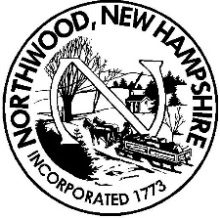 NORTHWOOD, NEW HAMPSHIRE
N
INCORPORATED 1773